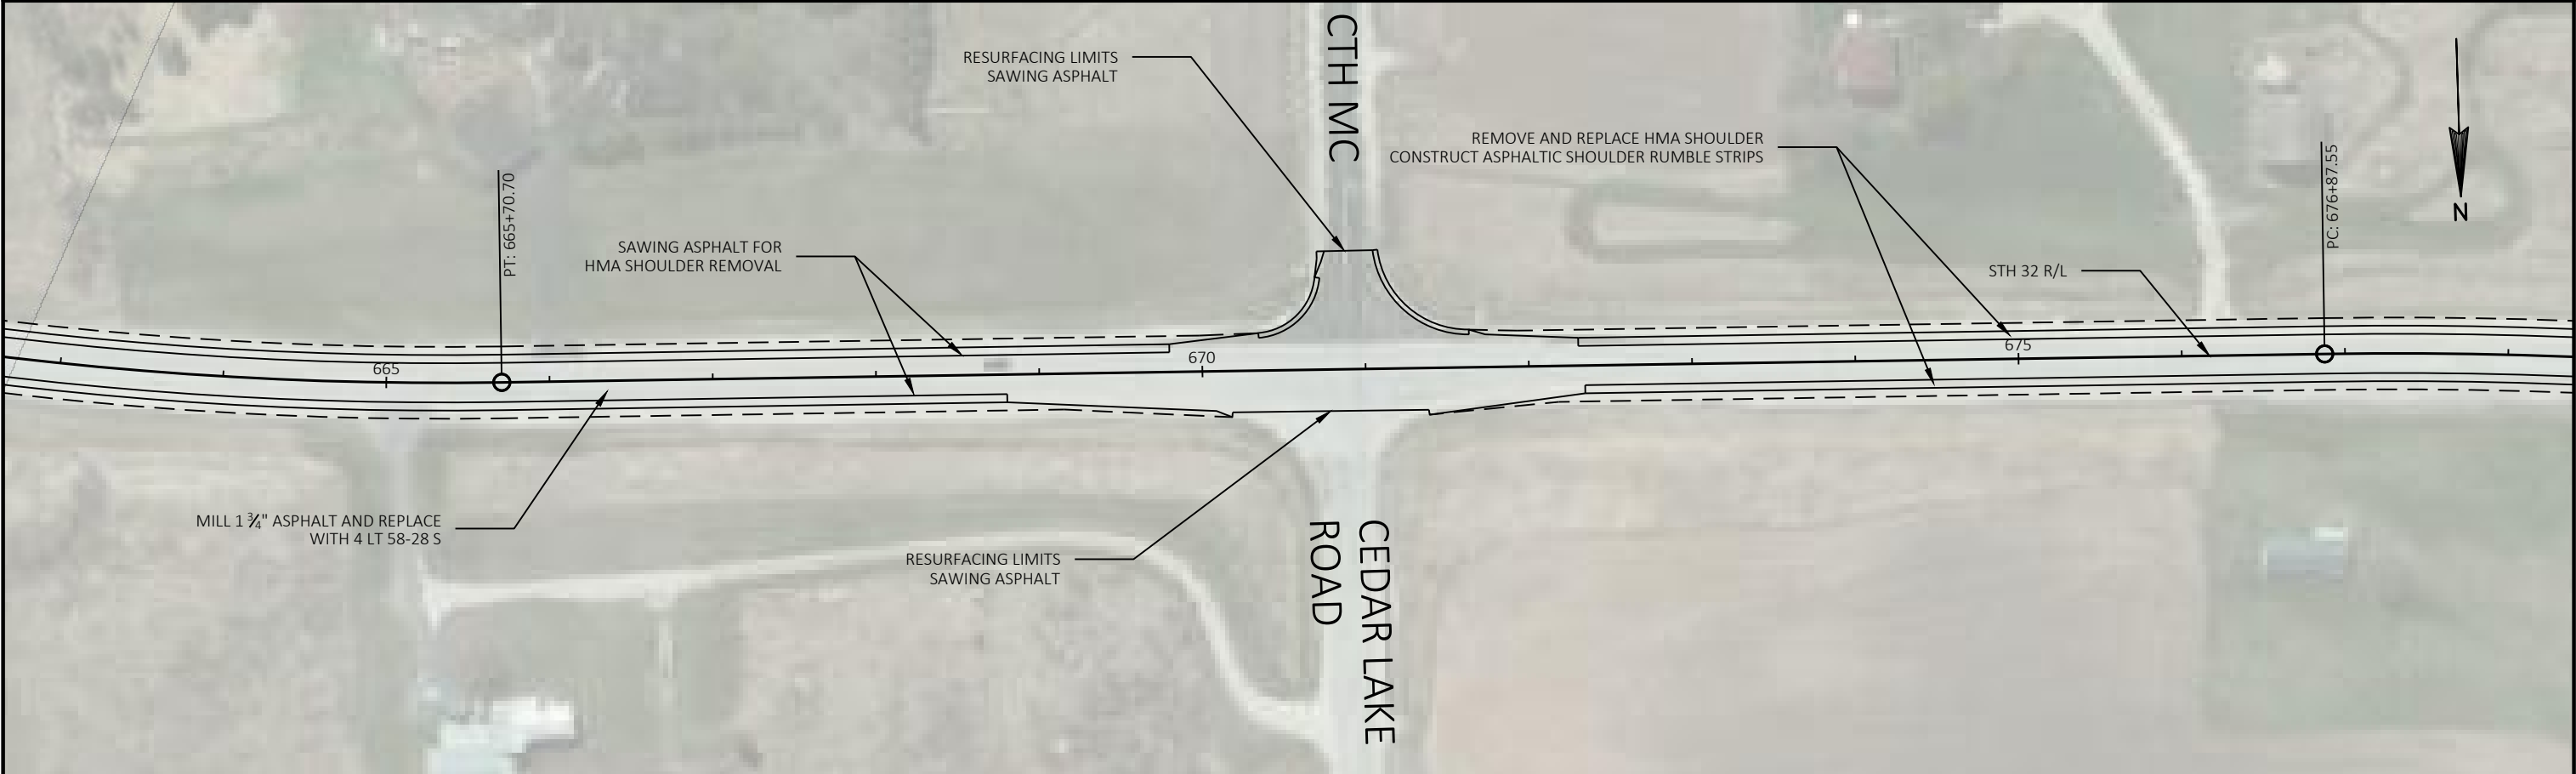 CTH MC
RESURFACING LIMITS
SAWING ASPHALT
REMOVE AND REPLACE HMA SHOULDER
CONSTRUCT ASPHALTIC SHOULDER RUMBLE STRIPS
PT: 665+70.70
PC: 676+87.55
N
SAWING ASPHALT FOR
HMA SHOULDER REMOVAL
STH 32 R/L
665
670
675
MILL 1 ¾" ASPHALT AND REPLACE
WITH 4 LT 58-28 S
RESURFACING LIMITS
SAWING ASPHALT
CEDAR LAKE
ROAD